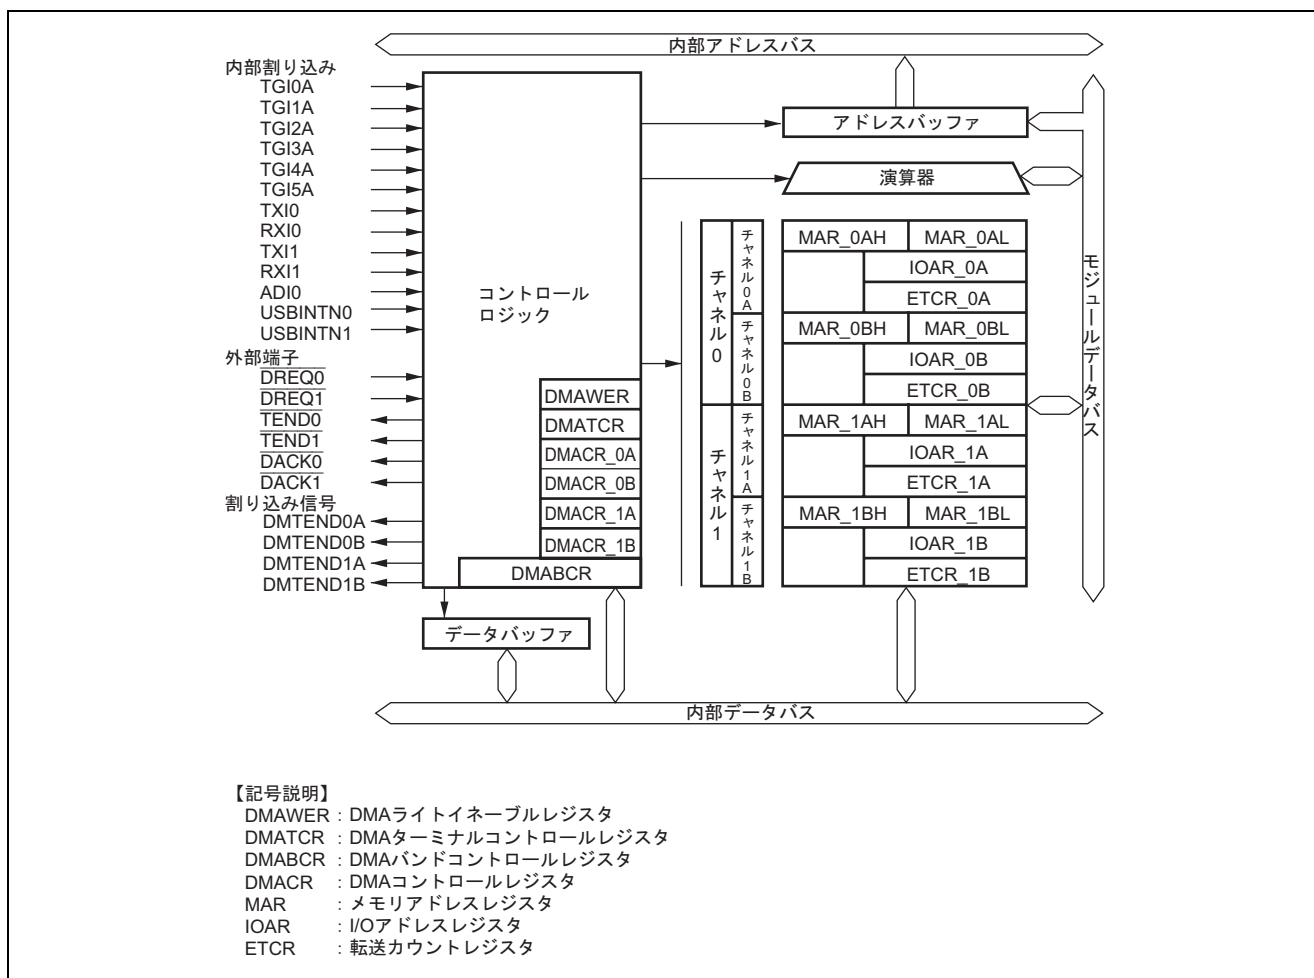 内部アドレスバス
内部割り込み
TGI0A
TGI1A
TGI2A
TGI3A
TGI4A
TGI5A
TXI0
RXI0
TXI1
RXI1
ADI0
USBINTN0
USBINTN1
外部端子
DREQ0
DREQ1
TEND0
TEND1
DACK0
DACK1
割り込み信号
DMTEND0A
DMTEND0B
DMTEND1A
DMTEND1B
コントロール
ロジック
DMAWER
DMATCR
DMACR_0A
DMACR_0B
DMACR_1A
DMACR_1B
DMABCR
データバッファ
アドレスバッファ
演算器
チャネル0
チャネル0A
チャネル0B
チャネル1
チャネル1A
チャネル1B
MAR_0AH MAR_0AL
IOAR_0A
ETCR_0A
MAR_0BH MAR_0BL
IOAR_0B
ETCR_0B
MAR_1AH MAR_1AL
IOAR_1A
ETCR_1A
MAR_1BH MAR_1BL
IOAR_1B
ETCR_1B
モジュールデータバス
内部データバス
【記号説明】
DMAWER : DMAライトイネーブルレジスタ
DMATCR : DMAターミナルコントロールレジスタ
DMABCR : DMAバンドコントロールレジスタ
DMACR : DMAコントロールレジスタ
MAR : メモリアドレスレジスタ
IOAR : I/Oアドレスレジスタ
ETCR : 転送カウントレジスタ